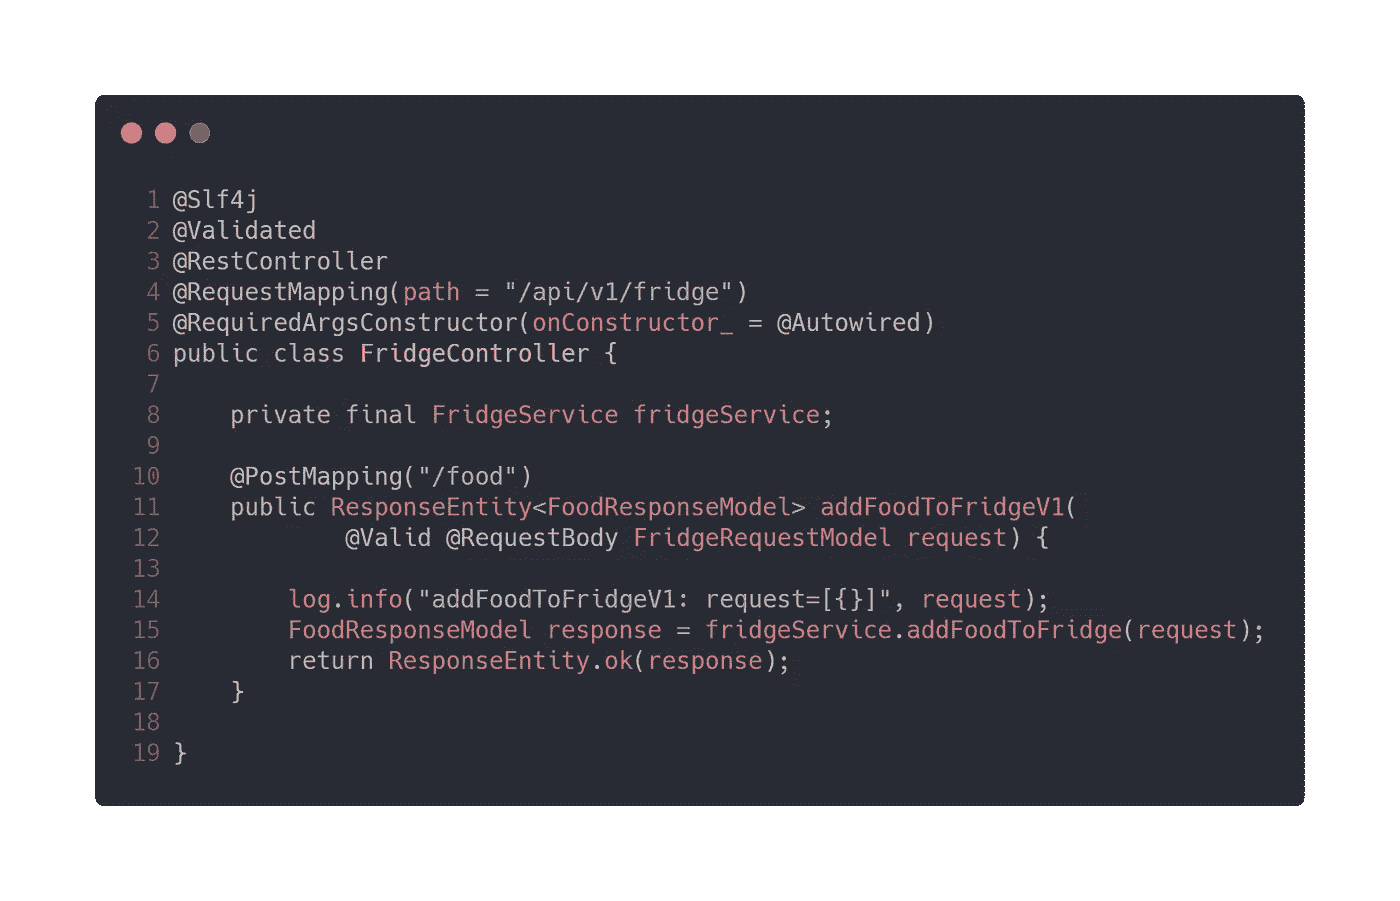 1 @Slf4j
2 @Validated
3 @RestController
4 @RequestMapping(path = "/api/v1/fridge")
5 @RequiredArgsConstructor(onConstructor_ = @Autowired)
6 public class FridgeController {
7
8     private final FridgeService fridgeService;
9
10     @PostMapping("/food")
11     public ResponseEntity<FoodResponseModel> addFoodToFridgeV1(
12             @Valid @RequestBody FridgeRequestModel request) {
13
14         log.info("addFoodToFridgeV1: request=[{}]", request);
15         FoodResponseModel response = fridgeService.addFoodToFridge(request);
16         return ResponseEntity.ok(response);
17     }
18
19 }